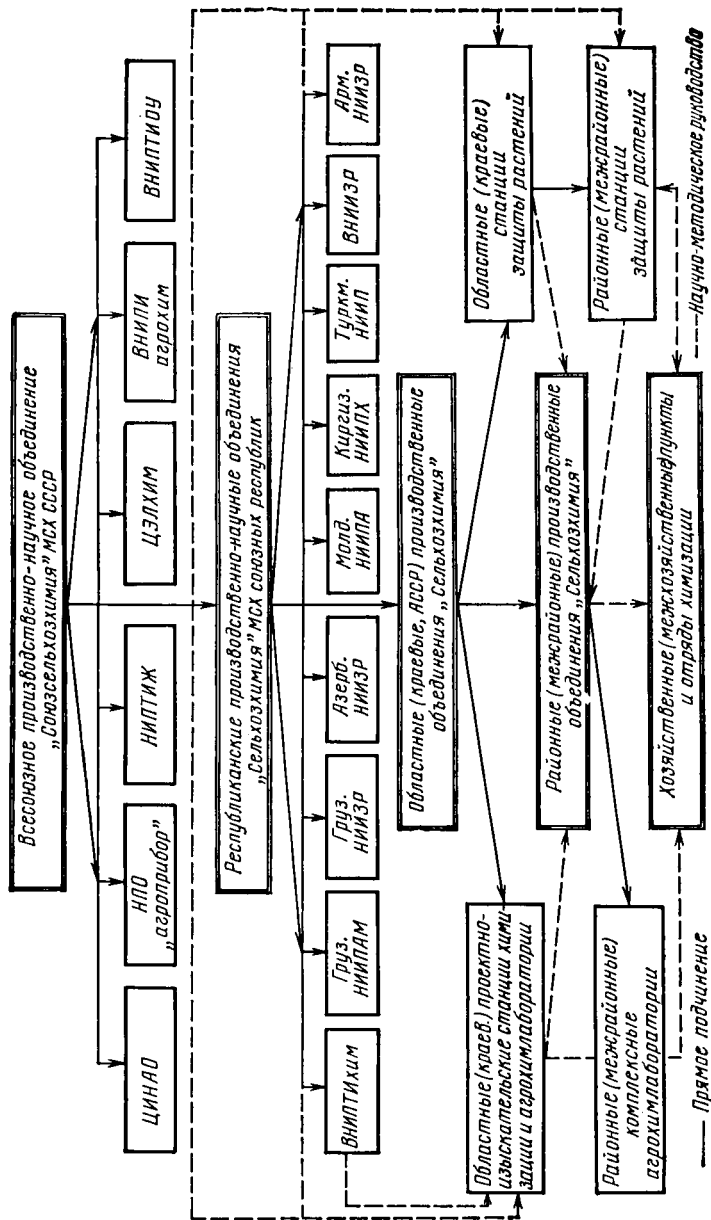 Всесоюзное производственно-научное объединение
„Союзсельхозхимия" МСХ СССР
ЦИНАО
НПО
„агроприбор"
НИПТИЖ
ЦЭЛХИМ
ВНИПИ
агрохим
ВНИПТИОУ
Республиканские производственно-научные объединения
„Сельхозхимия" МСХ союзных республик
ВНИПТИхим
Груз.
НИИПАМ
Груз.
НИИЗР
Азерб.
НИИЗР
Молд.
НИИПА
Киргиз.
НИИПХ
Туркм.
НИИП
ВНИИЗР
Арм.
НИИЗР
Областные (краевые, АССР) производственные
объединения „Сельхозхимия"
Областные (краев.) проектно-
изыскательские станции хими
зации и агрохимлаборатории
Районные (межрайонные) производственные
объединения „Сельхозхимия"
Областные (краевые)
станции
защиты растений
Районные (межрайонные)
комплексные
агрохимлаборатории
Хозяйственные (межхозяйственные) пункты
и отряды химизации
Районные (межрайонные)
станции
защиты растений
— Прямое подчинение
---Научно-методическое руководство